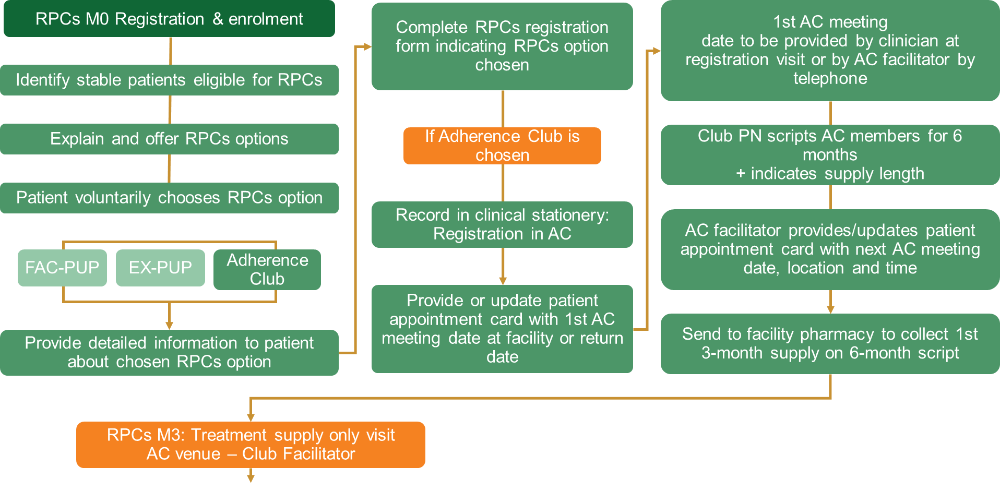 RPCs M0 Registration & enrolment
Identify stable patients eligible for RPCs
Explain and offer RPCs options
Patient voluntarily chooses RPCs option
FAC-PUP
EX-PUP
Adherence
Club
Provide detailed information to patient
about chosen RPCs option
Complete RPCs registration
form indicating RPCs option
chosen
If Adherence Club is
chosen
Record in clinical stationery:
Registration in AC
Provide or update patient
appointment card with 1st AC
meeting date at facility or return
date
1st AC meeting
date to be provided by clinician at
registration visit or by AC facilitator by
telephone
Club PN scripts AC members for 6
months
+ indicates supply length
AC facilitator provides/updates patient
appointment card with next AC meeting
date, location and time
Send to facility pharmacy to collect 1st
3-month supply on 6-month script
RPCs M3: Treatment supply only visit
AC venue – Club Facilitator